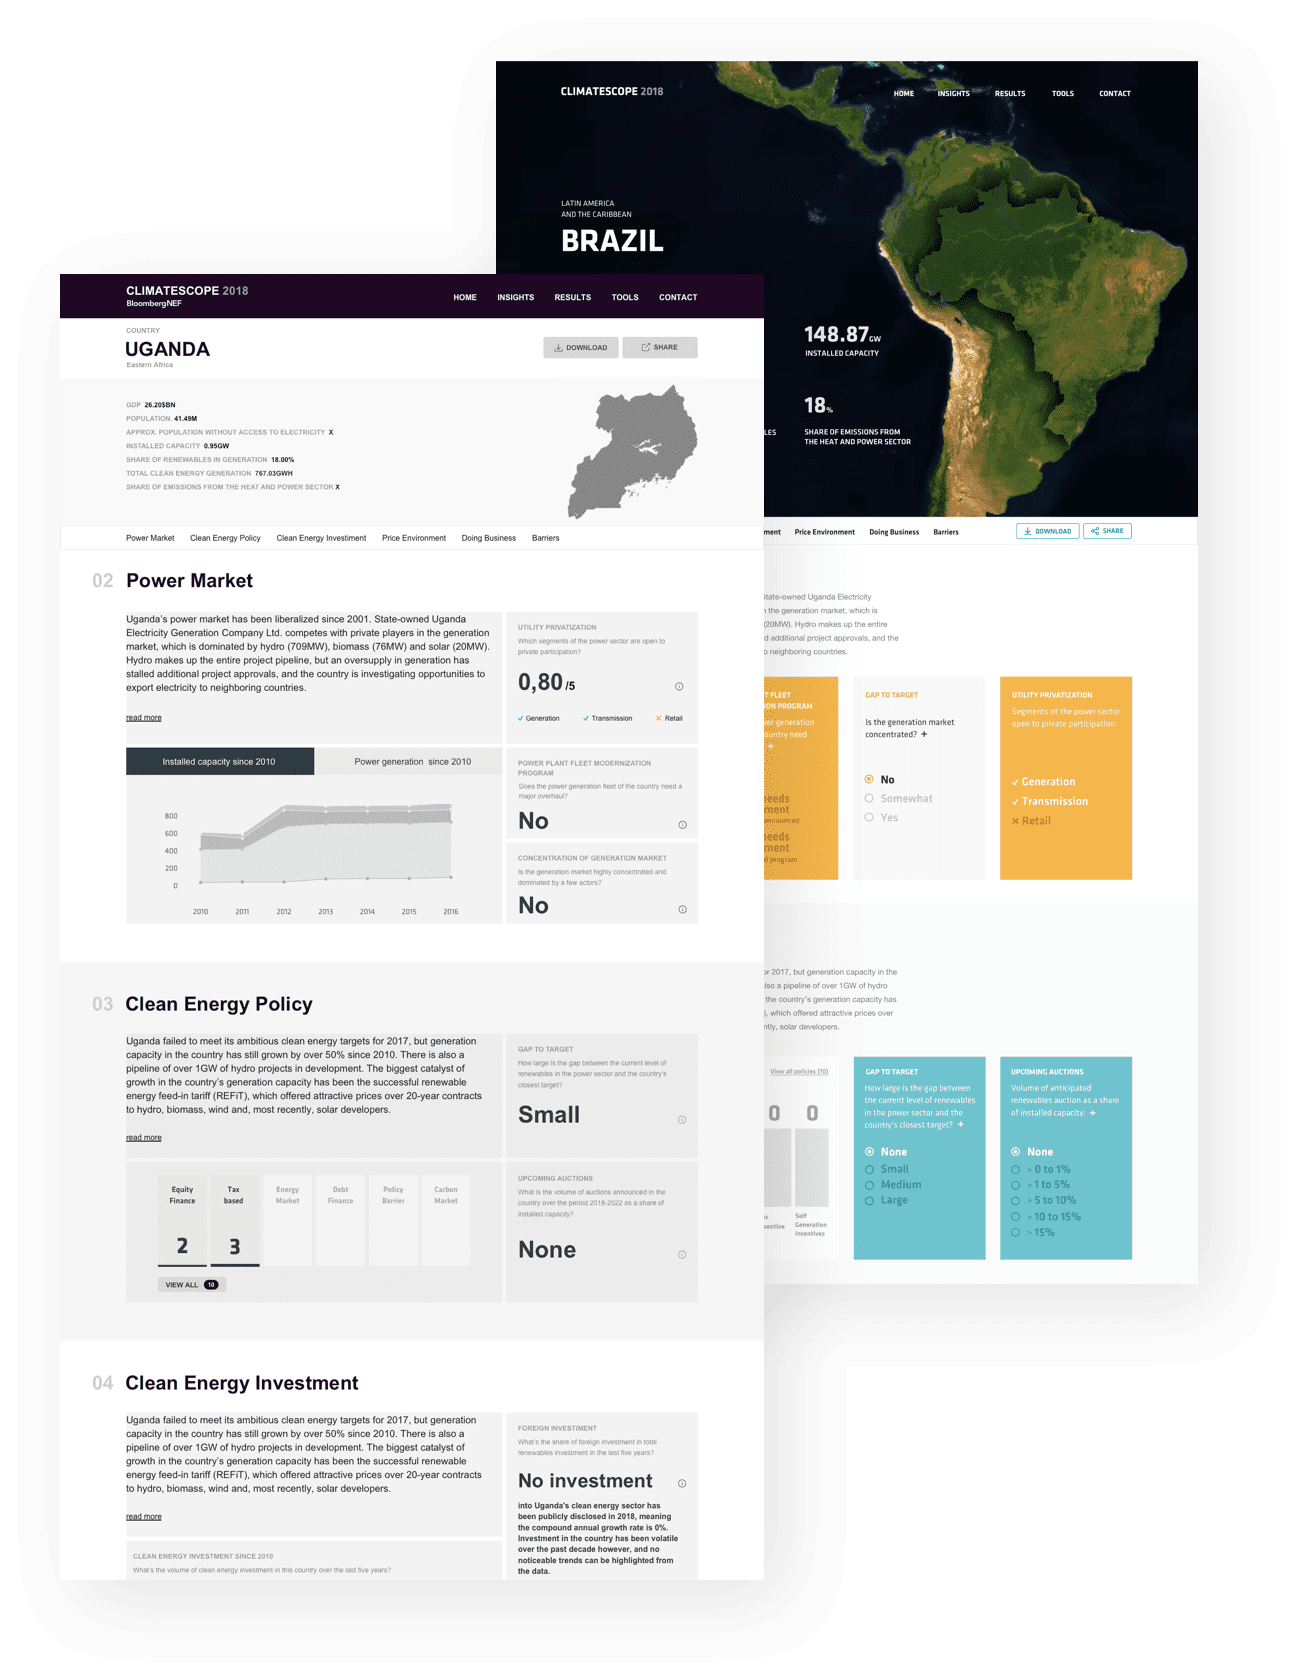 CLIMATESCOPE 2018
HOME INSIGHTS RESULTS TOOLS CONTACT
LATIN AMERICA
AND THE CARIBBEAN
BRAZIL
148.87GW
INSTALLED CAPACITY
18%
LES
SHARE OF EMISSIONS FROM
THE HEAT AND POWER SECTOR
ment Price Environment Doing Business Barriers
DOWNLOAD SHARE
State-owned Uganda Electricity
the generation market, which is
(20MW). Hydro makes up the entire
d additional project approvals, and the
o neighboring countries.
T FLEET
ON PROGRAM
wer generation
country need
+
needs
ment
announced
needs
ment
program
GAP TO TARGET
Is the generation market
concentrated? +
No
Somewhat
Yes
UTILITY PRIVATIZATION
Segments of the power sector
open to private participation:
Generation
Transmission
Retail
or 2017, but generation capacity in the
lso a pipeline of over 1GW of hydro
the country's generation capacity has
), which offered attractive prices over
ntly, solar developers.
View all policies (10)
0 0
centive
Self
Generation
Incentives
GAP TO TARGET
How large is the gap between
the current level of renewables
in the power sector and the
country's closest target? +
None
Small
Medium
Large
UPCOMING AUCTIONS
Volume of anticipated
renewables auction as a share
of installed capacity: +
None
> 0 to 1%
> 1 to 5%
> 5 to 10%
> 10 to 15%
> 15%
CLIMATESCOPE 2018
BloombergNEF
HOME INSIGHTS RESULTS TOOLS CONTACT
COUNTRY
UGANDA
Eastern Africa
DOWNLOAD SHARE
GDP 26.20$BN
POPULATION. 41.49M
APPROX. POPULATION WITHOUT ACCESS TO ELECTRICITY X
INSTALLED CAPACITY 0.95GW
SHARE OF RENEWABLES IN GENERATION 18.00%
TOTAL CLEAN ENERGY GENERATION 767.03GWH
SHARE OF EMISSIONS FROM THE HEAT AND POWER SECTOR X
Power Market Clean Energy Policy Clean Energy Investment Price Environment Doing Business Barriers
02 Power Market
Uganda's power market has been liberalized since 2001. State-owned Uganda
Electricity Generation Company Ltd. competes with private players in the generation
market, which is dominated by hydro (709MW), biomass (76MW) and solar (20MW).
Hydro makes up the entire project pipeline, but an oversupply in generation has
stalled additional project approvals, and the country is investigating opportunities to
export electricity to neighboring countries.
read more
UTILITY PRIVATIZATION
Which segments of the power sector are open to
private participation?
0,80 /5
Generation Transmission Retail
Installed capacity since 2010 Power generation since 2010
800
600
400
200
0
2010 2011 2012 2013 2014 2015 2016
POWER PLANT FLEET MODERNIZATION
PROGRAM
Does the power generation fleet of the country need a
major overhaul?
No
CONCENTRATION OF GENERATION MARKET
Is the generation market highly concentrated and
dominated by a few actors?
No
03 Clean Energy Policy
Uganda failed to meet its ambitious clean energy targets for 2017, but generation
capacity in the country has still grown by over 50% since 2010. There is also a
pipeline of over 1GW of hydro projects in development. The biggest catalyst of
growth in the country's generation capacity has been the successful renewable
energy feed-in tariff (REFiT), which offered attractive prices over 20-year contracts
to hydro, biomass, wind and, most recently, solar developers.
read more
GAP TO TARGET
How large is the gap between the current level of
renewables in the power sector and the country's
closest target?
Small
Equity
Finance
Tax
based
Energy
Market
Debt
Finance
Policy
Barrier
Carbon
Market
2 3
VIEW ALL 10
UPCOMING AUCTIONS
What is the volume of auctions announced in the
country over the period 2018-2022 as a share of
installed capacity?
None
04 Clean Energy Investment
Uganda failed to meet its ambitious clean energy targets for 2017, but generation
capacity in the country has still grown by over 50% since 2010. There is also a
pipeline of over 1GW of hydro projects in development. The biggest catalyst of
growth in the country's generation capacity has been the successful renewable
energy feed-in tariff (REFiT), which offered attractive prices over 20-year contracts
to hydro, biomass, wind and, most recently, solar developers.
read more
FOREIGN INVESTIMENT
What's the share of foreign investment in total
renewables investment in the last five years?
No investment
into Uganda's clean energy sector has
been publicly disclosed in 2018, meaning
the compound annual growth rate is 0%.
Investment in the country has been volatile
over the past decade however, and no
noticeable trends can be highlighted from
the data.
CLEAN ENERGY INVESTMENT SINCE 2010
What's the volume of clean energy investment in this country over the last five years?